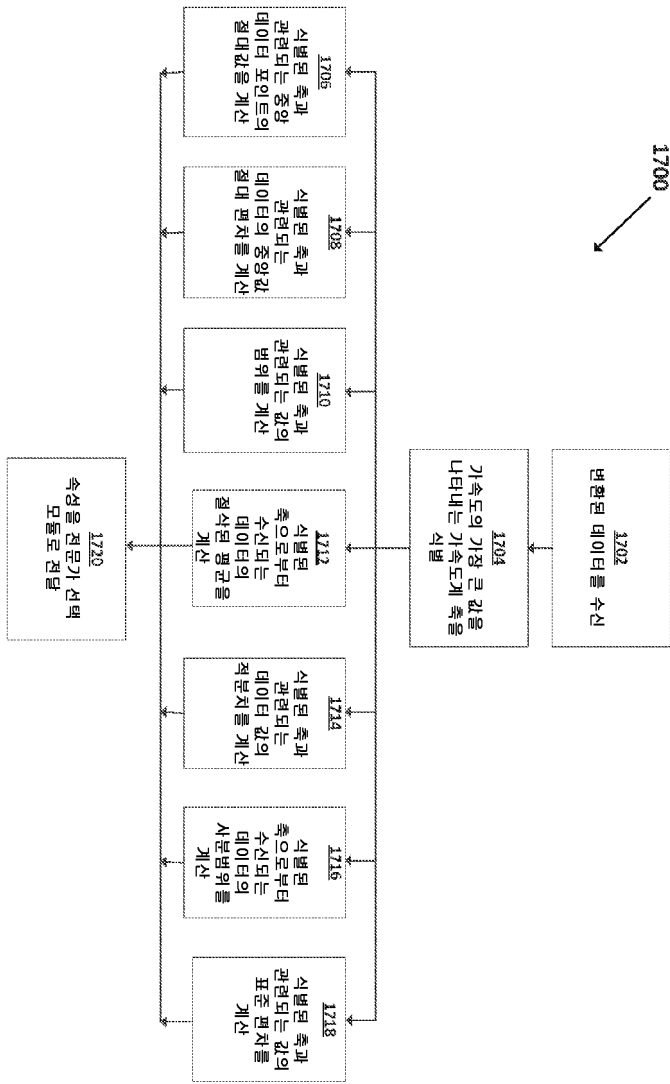 1700
1702
변환된 데이터를 수신
1704
가속도의 가장 큰 값을
나타내는 가속도계 축을
식별
1706
식별된 축과
관련되는 중앙
데이터 포인트의
절대값을 계산
1708
식별된 축과
관련되는
데이터의 중앙값
절대 편차를 계산
1710
식별된 축과
관련되는 값의
범위를 계산
1712
식별된
축으로부터
수신되는
데이터의
절삭된 평균을
계산
1714
식별된 축과
관련되는
데이터 값의
적분치를 계산
1716
식별된
축으로부터
수신되는
데이터의
사분범위를
계산
1718
식별된 축과
관련되는 값의
표준 편차를
계산
1720
속성을 전문가 선택
모듈로 전달